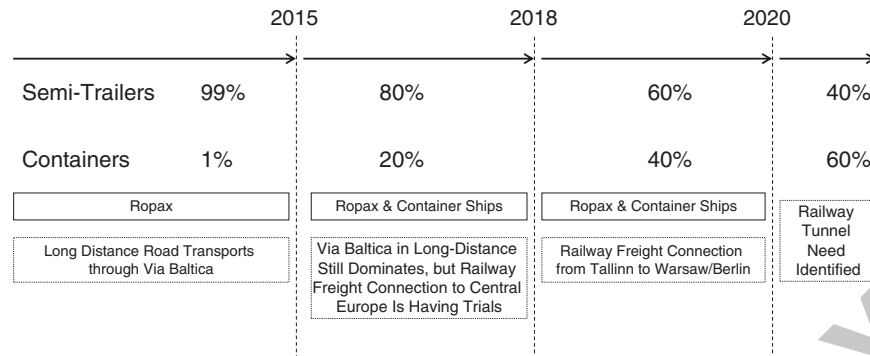 2015 2018 2020
Semi-Trailers 99% 80% 60% 40%
Containers 1% 20% 40% 60%
Ropax
Ropax & Container Ships
Ropax & Container Ships
Railway
Tunnel
Need
Identified
Long Distance Road Transports
through Via Baltica
Via Baltica in Long-Distance
Still Dominates, but Railway
Freight Connection to Central
Europe Is Having Trials
Railway Freight Connection
from Tallinn to Warsaw/Berlin